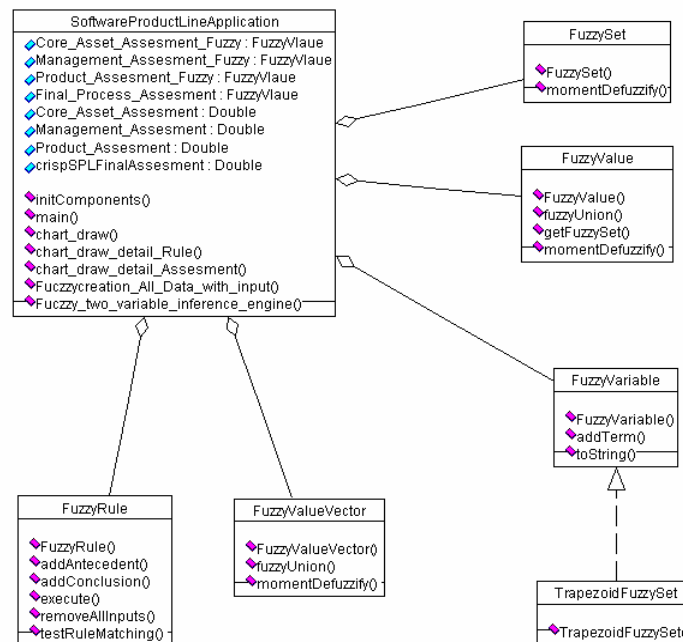 SoftwareProductLineApplication
Core_Asset_Assesment_Fuzzy : FuzzyVlaue
Management_Assesment_Fuzzy : FuzzyVlaue
Product_Assesment_Fuzzy : FuzzyVlaue
Final_Process_Assesment : FuzzyVlaue
Core_Asset_Assesment : Double
Management_Assesment : Double
Product_Assesment : Double
crispSPLFinalAssesment : Double
initComponents()
main()
chart_draw()
chart_draw_detail_Rule()
chart_draw_detail_Assesment()
Fuczzycreation_All_Data_with_input()
Fuczzy_two_variable_inference_engine()
FuzzySet
FuzzySet()
momentDefuzzify()
FuzzyValue
FuzzyValue()
fuzzyUnion()
getFuzzySet()
momentDefuzzify()
FuzzyVariable
FuzzyVariable()
addTerm()
toString()
FuzzyRule
FuzzyRule()
addAntecedent()
addConclusion()
execute()
removeAllInputs()
testRuleMatching()
FuzzyValueVector
FuzzyValueVector()
fuzzyUnion()
momentDefuzzify()
TrapezoidFuzzySet
TrapezoidFuzzySet(